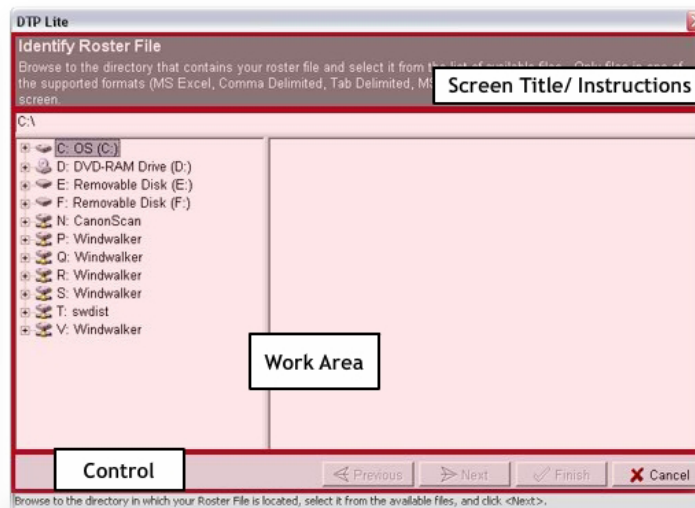 DTP Lite
Identify Roster File
Browse to the directory that contains your roster file and select it from the list of available files. Only files in one of
the supported formats (MS Excel, Comma Delimited, Tab Delimited, MS
screen.
Screen Title/ Instructions
C:\
C: OS (C:)
D: DVD-RAM Drive (D:)
E: Removable Disk (E:)
F: Removable Disk (F:)
N: CanonScan
P: Windwalker
Q: Windwalker
R: Windwalker
S: Windwalker
T: swdist
V: Windwalker
Work Area
Control
Previous Next Finish Cancel
Browse to the directory in which your Roster File is located, select it from the available files, and click <Next>.